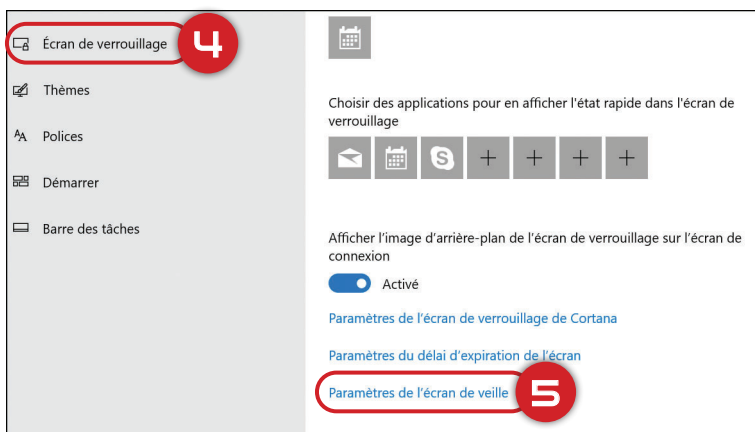 Écran de verrouillage
4
Thèmes
Polices
Démarrer
Barre des tâches
Choisir des applications pour en afficher l'état rapide dans l'écran de
verrouillage
Afficher l’image d’arrière-plan de l’écran de verrouillage sur l’écran de
connexion
Activé
Paramètres de l’écran de verrouillage de Cortana
Paramètres du délai d’expiration de l’écran
Paramètres de l’écran de veille
5